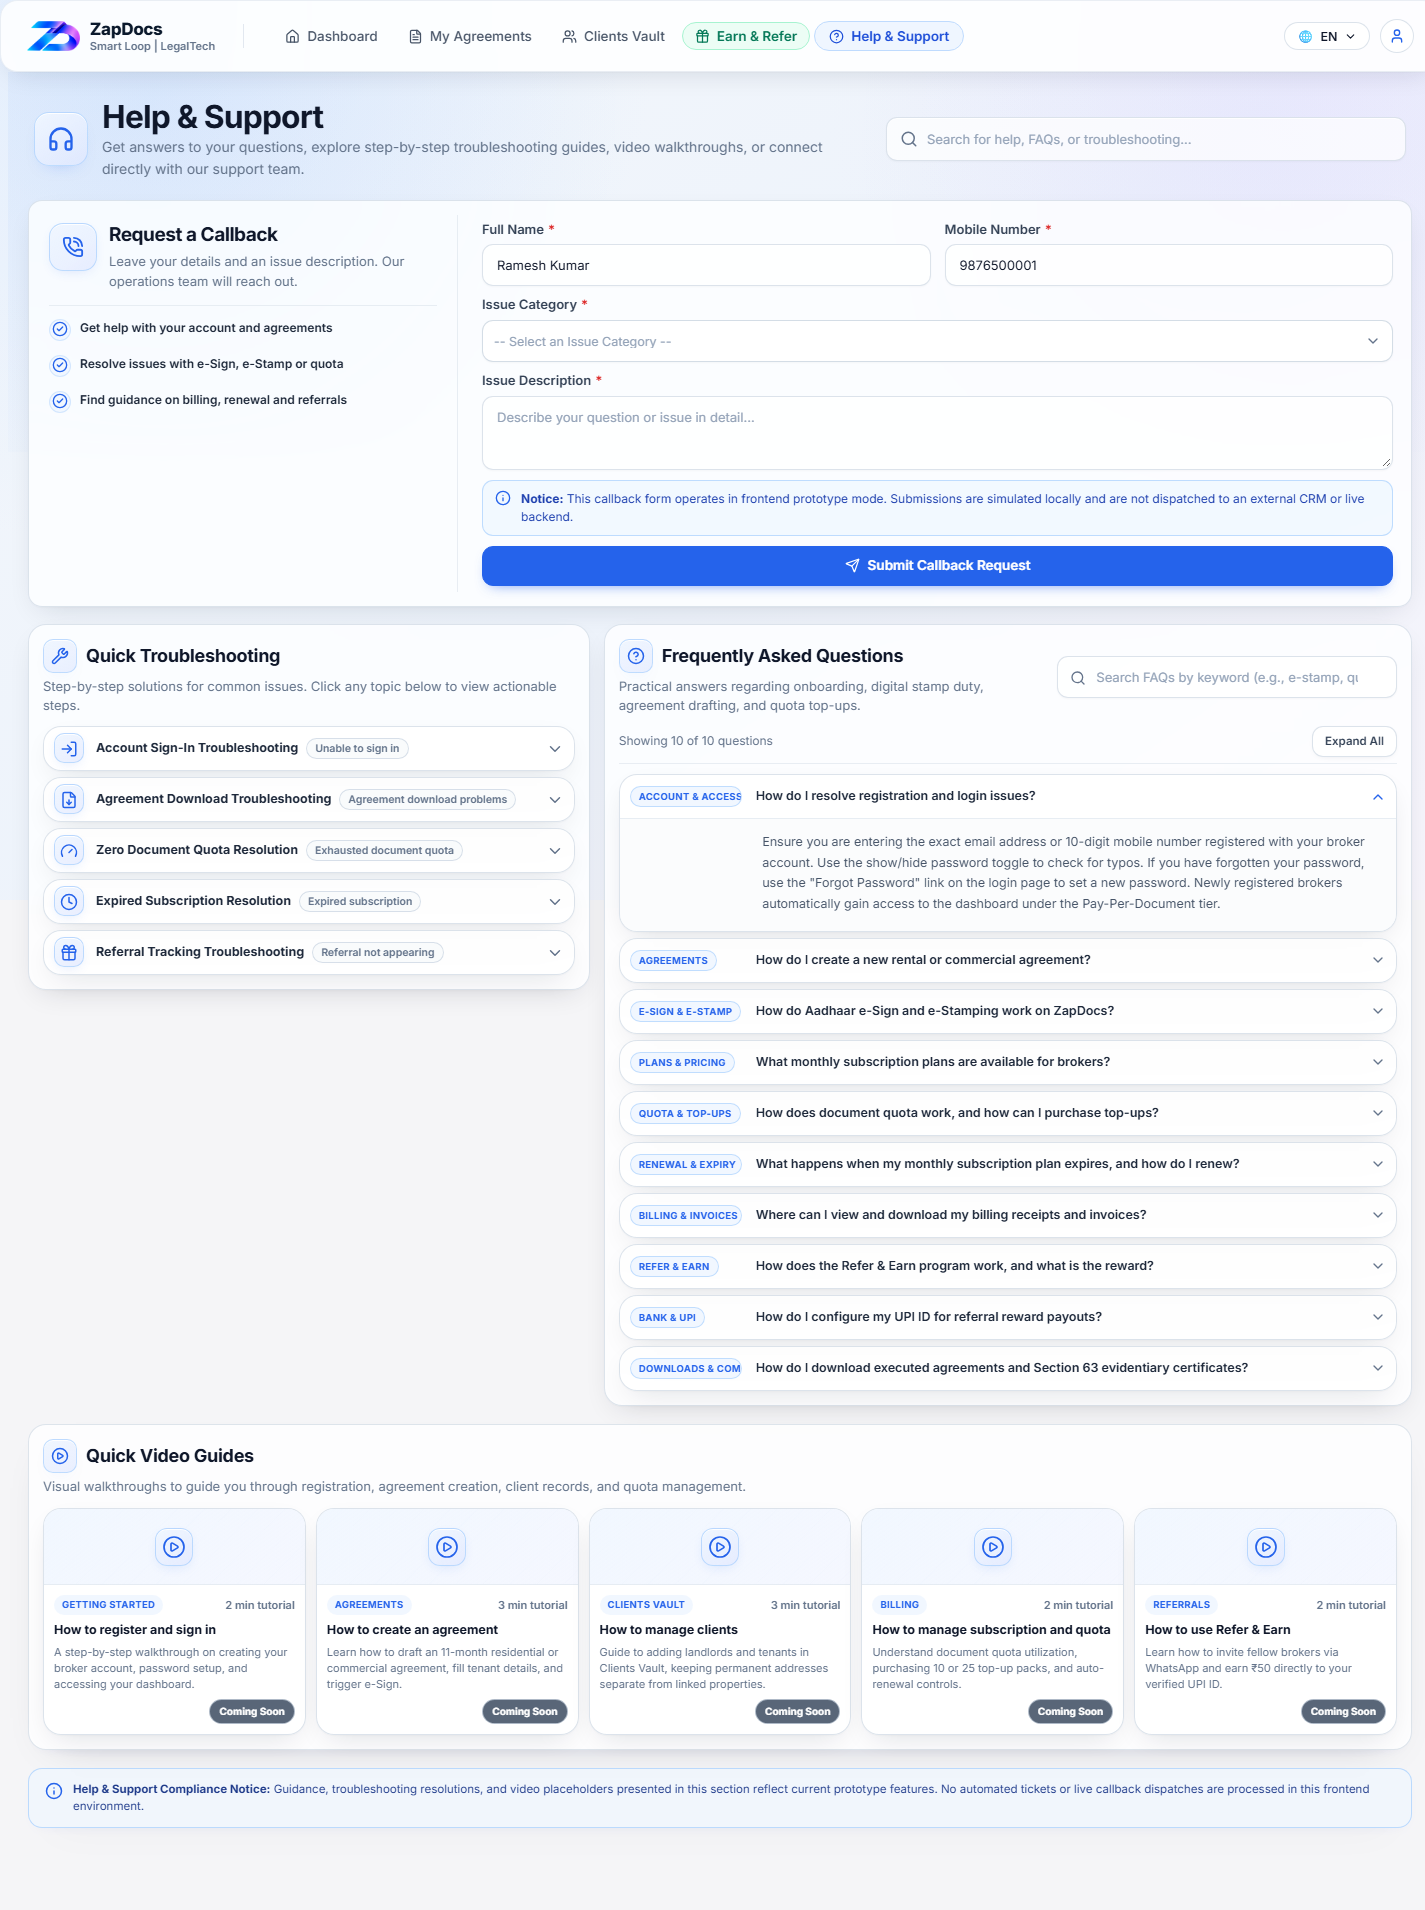 ZapDocs
Smart Loop | LegalTech
Dashboard
My Agreements
Clients Vault
Earn & Refer
Help & Support
EN
Help & Support
Get answers to your questions, explore step-by-step troubleshooting guides, video walkthroughs, or connect
directly with our support team.
Search for help, FAQs, or troubleshooting...
Request a Callback
Leave your details and an issue description. Our
operations team will reach out.
Get help with your account and agreements
Resolve issues with e-Sign, e-Stamp or quota
Find guidance on billing, renewal and referrals
Full Name *
Ramesh Kumar
Mobile Number *
9876500001
Issue Category *
-- Select an Issue Category --
Issue Description *
Describe your question or issue in detail...
Notice: This callback form operates in frontend prototype mode. Submissions are simulated locally and are not dispatched to an external CRM or live
backend.
Submit Callback Request
Quick Troubleshooting
Step-by-step solutions for common issues. Click any topic below to view actionable
steps.
Account Sign-In Troubleshooting
Unable to sign in
Agreement Download Troubleshooting
Agreement download problems
Zero Document Quota Resolution
Exhausted document quota
Expired Subscription Resolution
Expired subscription
Referral Tracking Troubleshooting
Referral not appearing
Frequently Asked Questions
Practical answers regarding onboarding, digital stamp duty,
agreement drafting, and quota top-ups.
Search FAQs by keyword (e.g., e-stamp, qu
Showing 10 of 10 questions
Expand All
ACCOUNT & ACCESS
How do I resolve registration and login issues?
Ensure you are entering the exact email address or 10-digit mobile number registered with your broker
account. Use the show/hide password toggle to check for typos. If you have forgotten your password,
use the "Forgot Password" link on the login page to set a new password. Newly registered brokers
automatically gain access to the dashboard under the Pay-Per-Document tier.
AGREEMENTS
How do I create a new rental or commercial agreement?
E-SIGN & E-STAMP
How do Aadhaar e-Sign and e-Stamping work on ZapDocs?
PLANS & PRICING
What monthly subscription plans are available for brokers?
QUOTA & TOP-UPS
How does document quota work, and how can I purchase top-ups?
RENEWAL & EXPIRY
What happens when my monthly subscription plan expires, and how do I renew?
BILLING & INVOICES
Where can I view and download my billing receipts and invoices?
REFER & EARN
How does the Refer & Earn program work, and what is the reward?
BANK & UPI
How do I configure my UPI ID for referral reward payouts?
DOWNLOADS & COM
How do I download executed agreements and Section 63 evidentiary certificates?
Quick Video Guides
Visual walkthroughs to guide you through registration, agreement creation, client records, and quota management.
GETTING STARTED
2 min tutorial
How to register and sign in
A step-by-step walkthrough on creating your
broker account, password setup, and
accessing your dashboard.
Coming Soon
AGREEMENTS
3 min tutorial
How to create an agreement
Learn how to draft an 11-month residential or
commercial agreement, fill tenant details, and
trigger e-Sign.
Coming Soon
CLIENTS VAULT
3 min tutorial
How to manage clients
Guide to adding landlords and tenants in
Clients Vault, keeping permanent addresses
separate from linked properties.
Coming Soon
BILLING
2 min tutorial
How to manage subscription and quota
Understand document quota utilization,
purchasing 10 or 25 top-up packs, and auto-
renewal controls.
Coming Soon
REFERRALS
2 min tutorial
How to use Refer & Earn
Learn how to invite fellow brokers via
WhatsApp and earn ₹50 directly to your
verified UPI ID.
Coming Soon
Help & Support Compliance Notice: Guidance, troubleshooting resolutions, and video placeholders presented in this section reflect current prototype features. No automated tickets or live callback dispatches are processed in this frontend
environment.